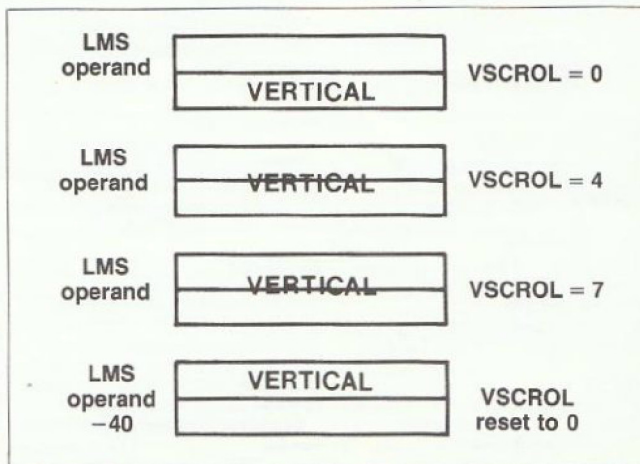 LMS
operand
VERTICAL
VSCROL = 0
LMS
operand
VERTICAL
VSCROL = 4
LMS
operand
VERTICAL
VSCROL = 7
LMS
operand
−40
VERTICAL
VSCROL
reset to 0